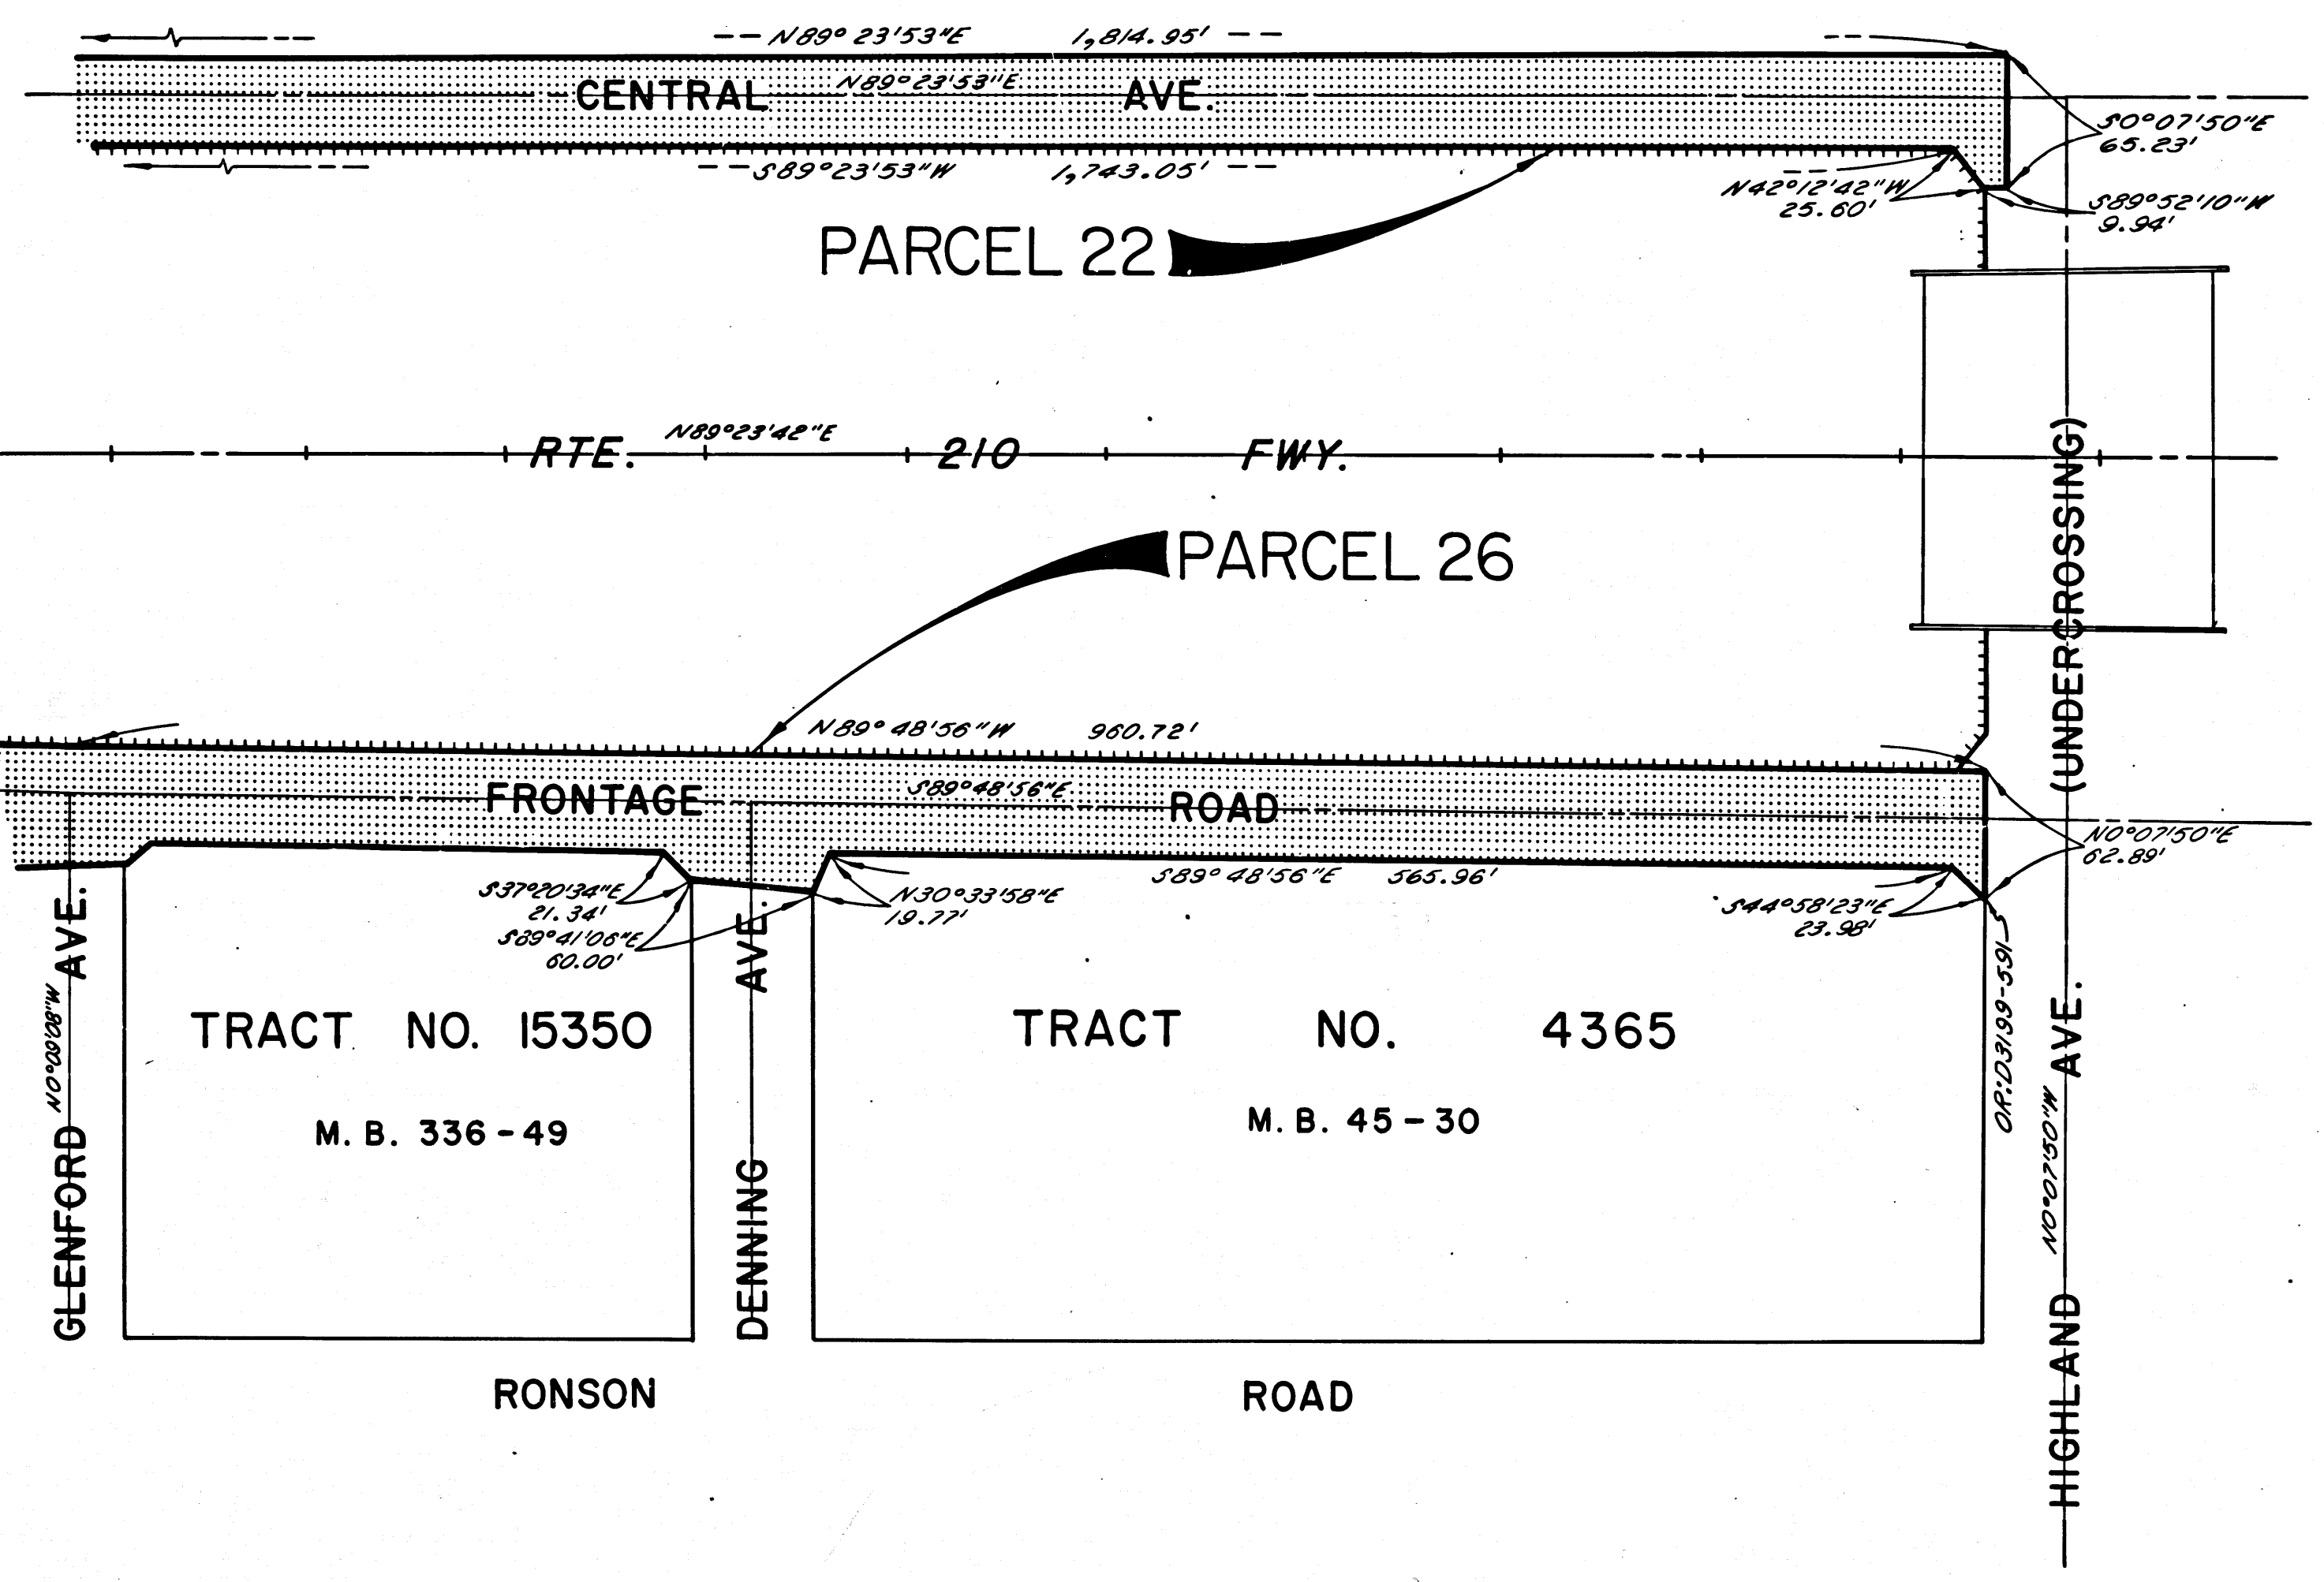 N89°23'53"E 1,814.95'
CENTRAL N89°23'53"E AVE.
S0°07'50"E
65.23'
S89°23'53"W 1,743.05'
N42°12'42"W
25.60'
S89°52'10"W
9.94'
PARCEL 22
RTE. N89°23'42"E 210 FWY.
PARCEL 26
(UNDERCROSSING)
N89°48'56"W 960.72'
FRONTAGE S89°48'56"E ROAD
N0°07'50"E
62.89'
S89°48'56"E 565.96'
S37°20'34"E
21.34'
N30°33'58"E
19.77'
S44°58'23"E
23.98'
S89°41'06"E
60.00'
OR:D3199-591
GLENFORD AVE.
N0°00'08"W
TRACT NO. 15350
M.B. 336-49
DENNING AVE.
TRACT NO. 4365
M.B. 45-30
HIGHLAND AVE.
N0°07'50"W
RONSON ROAD